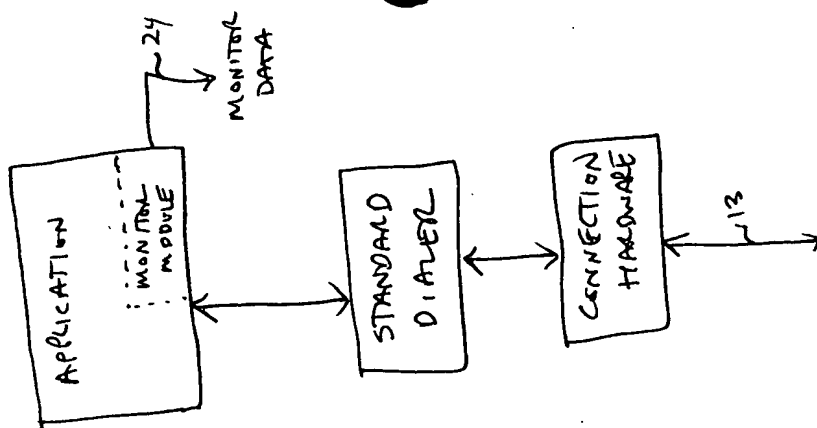 APPLICATION
MONITOR
MODULE
24
MONITOR
DATA
STANDARD
DIALER
CONNECTION
HARDWARE
13